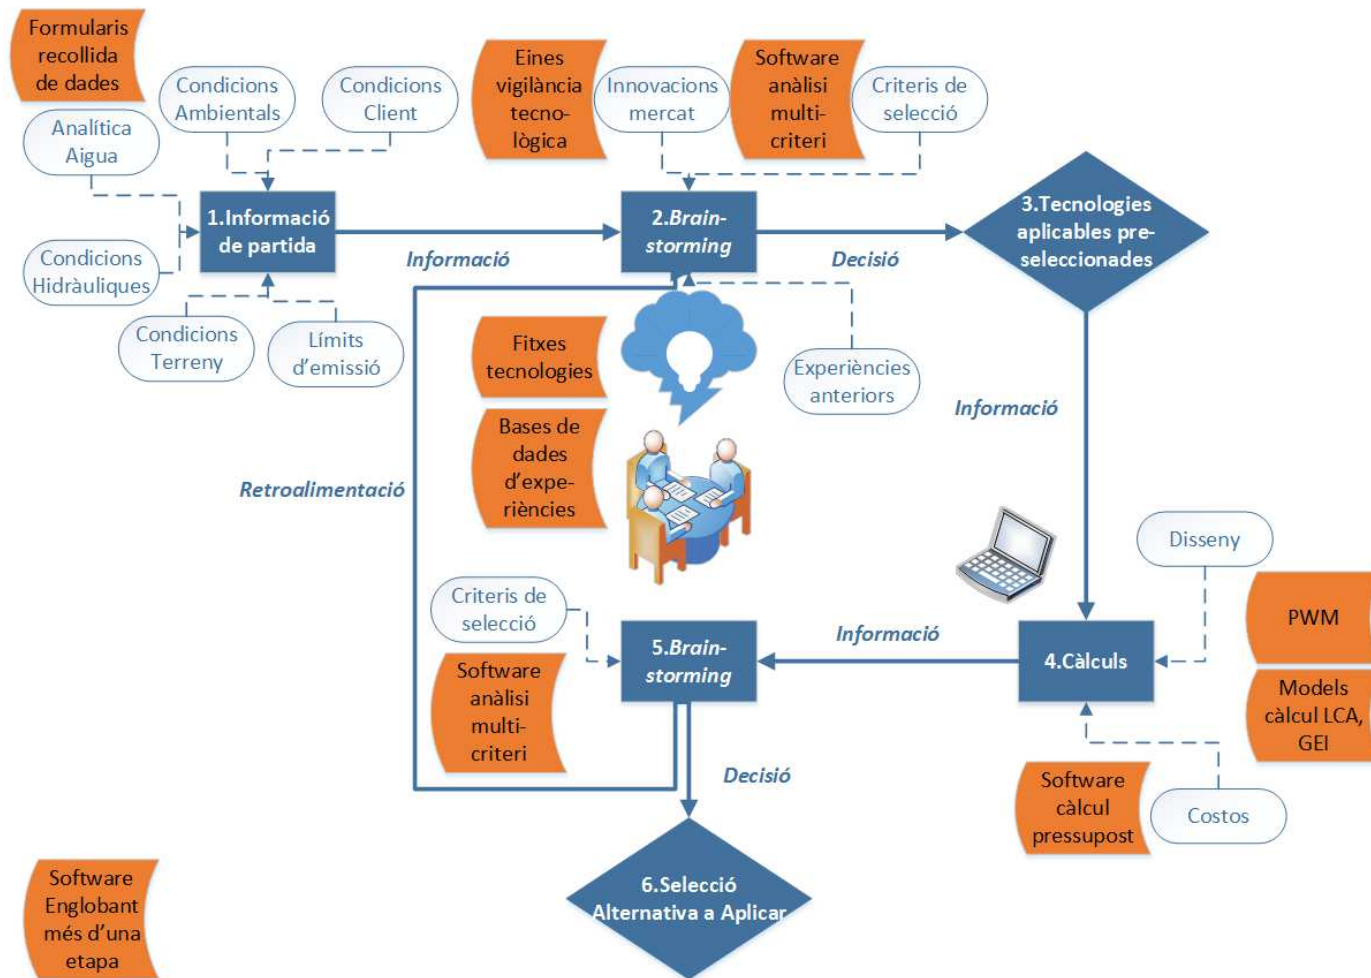 Formularis
recollida
de dades
Condicions
Ambientals
Condicions
Client
Analítica
Aigua
1.Informació
de partida
Condicions
Hidràuliques
Condicions
Terreny
Límits
d’emissió
Informació
Eines
vigilància
tecno-
lògica
Innovacions
mercat
Software
anàlisi
multi-
criteri
Criteris de
selecció
2.Brain-
storming
Decisió
3.Tecnologies
aplicables pre-
seleccionades
Fitxes
tecnologies
Experiències
anteriors
Bases de
dades
d’expe-
riències
Informació
Retroalimentació
Disseny
PWM
Criteris de
selecció
5.Brain-
storming
Informació
4.Càlculs
Software
anàlisi
multi-
criteri
Models
càlcul LCA,
GEI
Decisió
Software
càlcul
pressupost
Costos
6.Selecció
Alternativa a Aplicar
Software
Englobant
més d’una
etapa